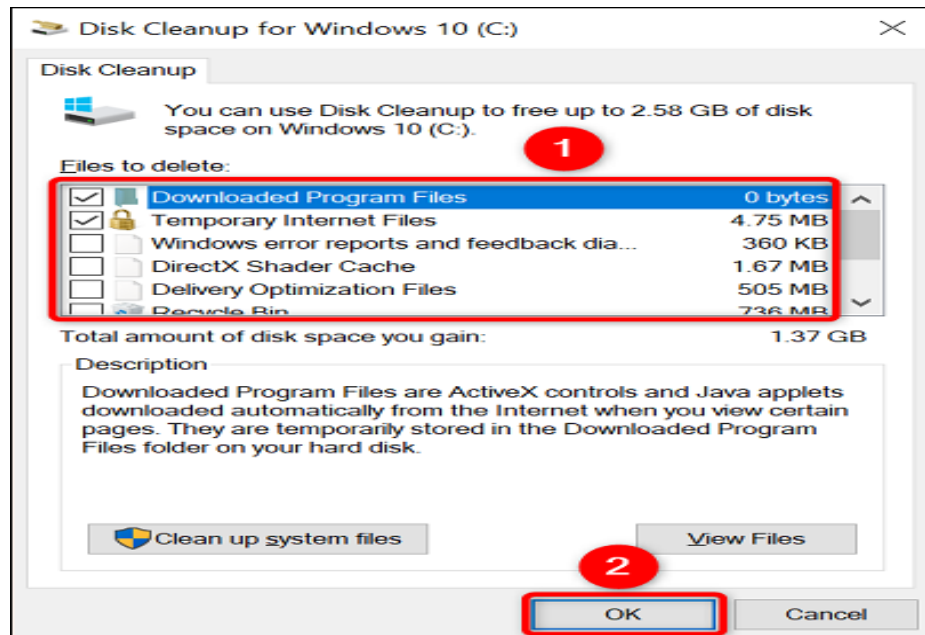 Disk Cleanup for Windows 10 (C:)
Disk Cleanup
You can use Disk Cleanup to free up to 2.58 GB of disk
space on Windows 10 (C:).
1
Files to delete:
Downloaded Program Files 0 bytes
Temporary Internet Files 4.75 MB
Windows error reports and feedback dia... 360 KB
DirectX Shader Cache 1.67 MB
Delivery Optimization Files 505 MB
Recycle Bin 736 MB
Total amount of disk space you gain: 1.37 GB
Description
Downloaded Program Files are ActiveX controls and Java applets
downloaded automatically from the Internet when you view certain
pages. They are temporarily stored in the Downloaded Program
Files folder on your hard disk.
Clean up system files View Files
2
OK Cancel